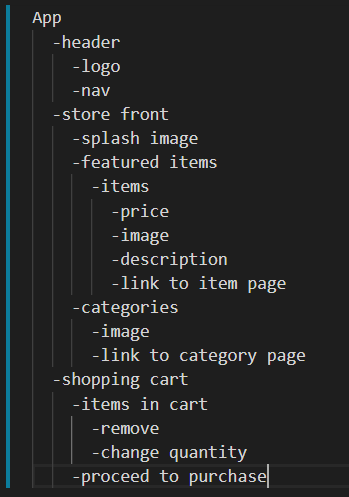 App
-header
-logo
-nav
-store front
-splash image
-featured items
-items
-price
-image
-description
-link to item page
-categories
-image
-link to category page
-shopping cart
-items in cart
-remove
-change quantity
-proceed to purchase